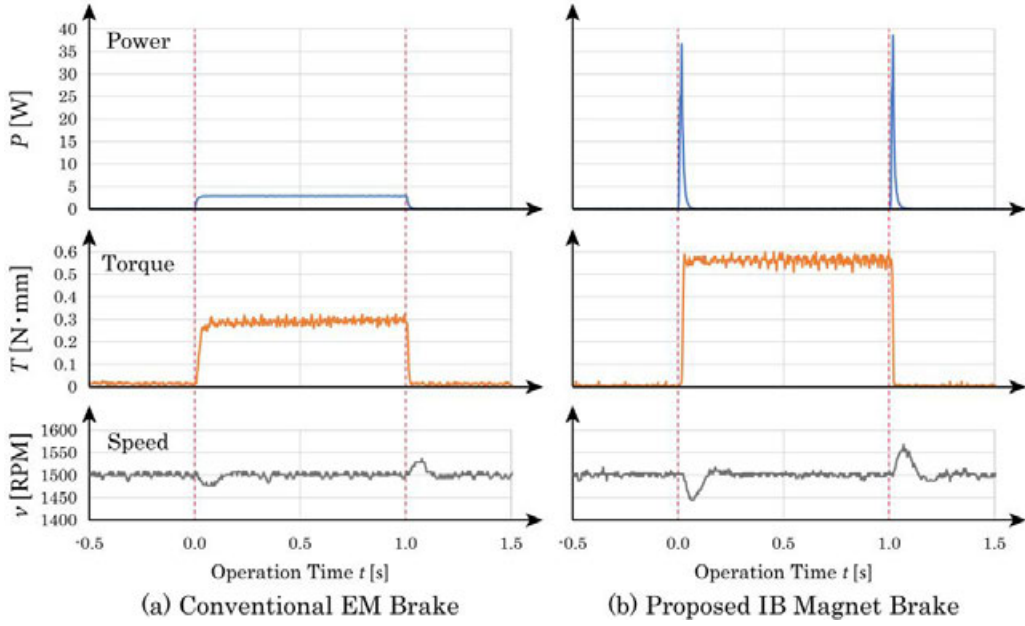 Power
40
35
30
25
20
15
10
5
0
P [W]
Torque
0.6
0.5
0.4
0.3
0.2
0.1
0
T [N·mm]
Speed
1600
1550
1500
1450
1400
ν [RPM]
-0.5 0.0 0.5 1.0 1.5
-0.5 0.0 0.5 1.0 1.5
Operation Time t [s]
Operation Time t [s]
(a) Conventional EM Brake
(b) Proposed IB Magnet Brake